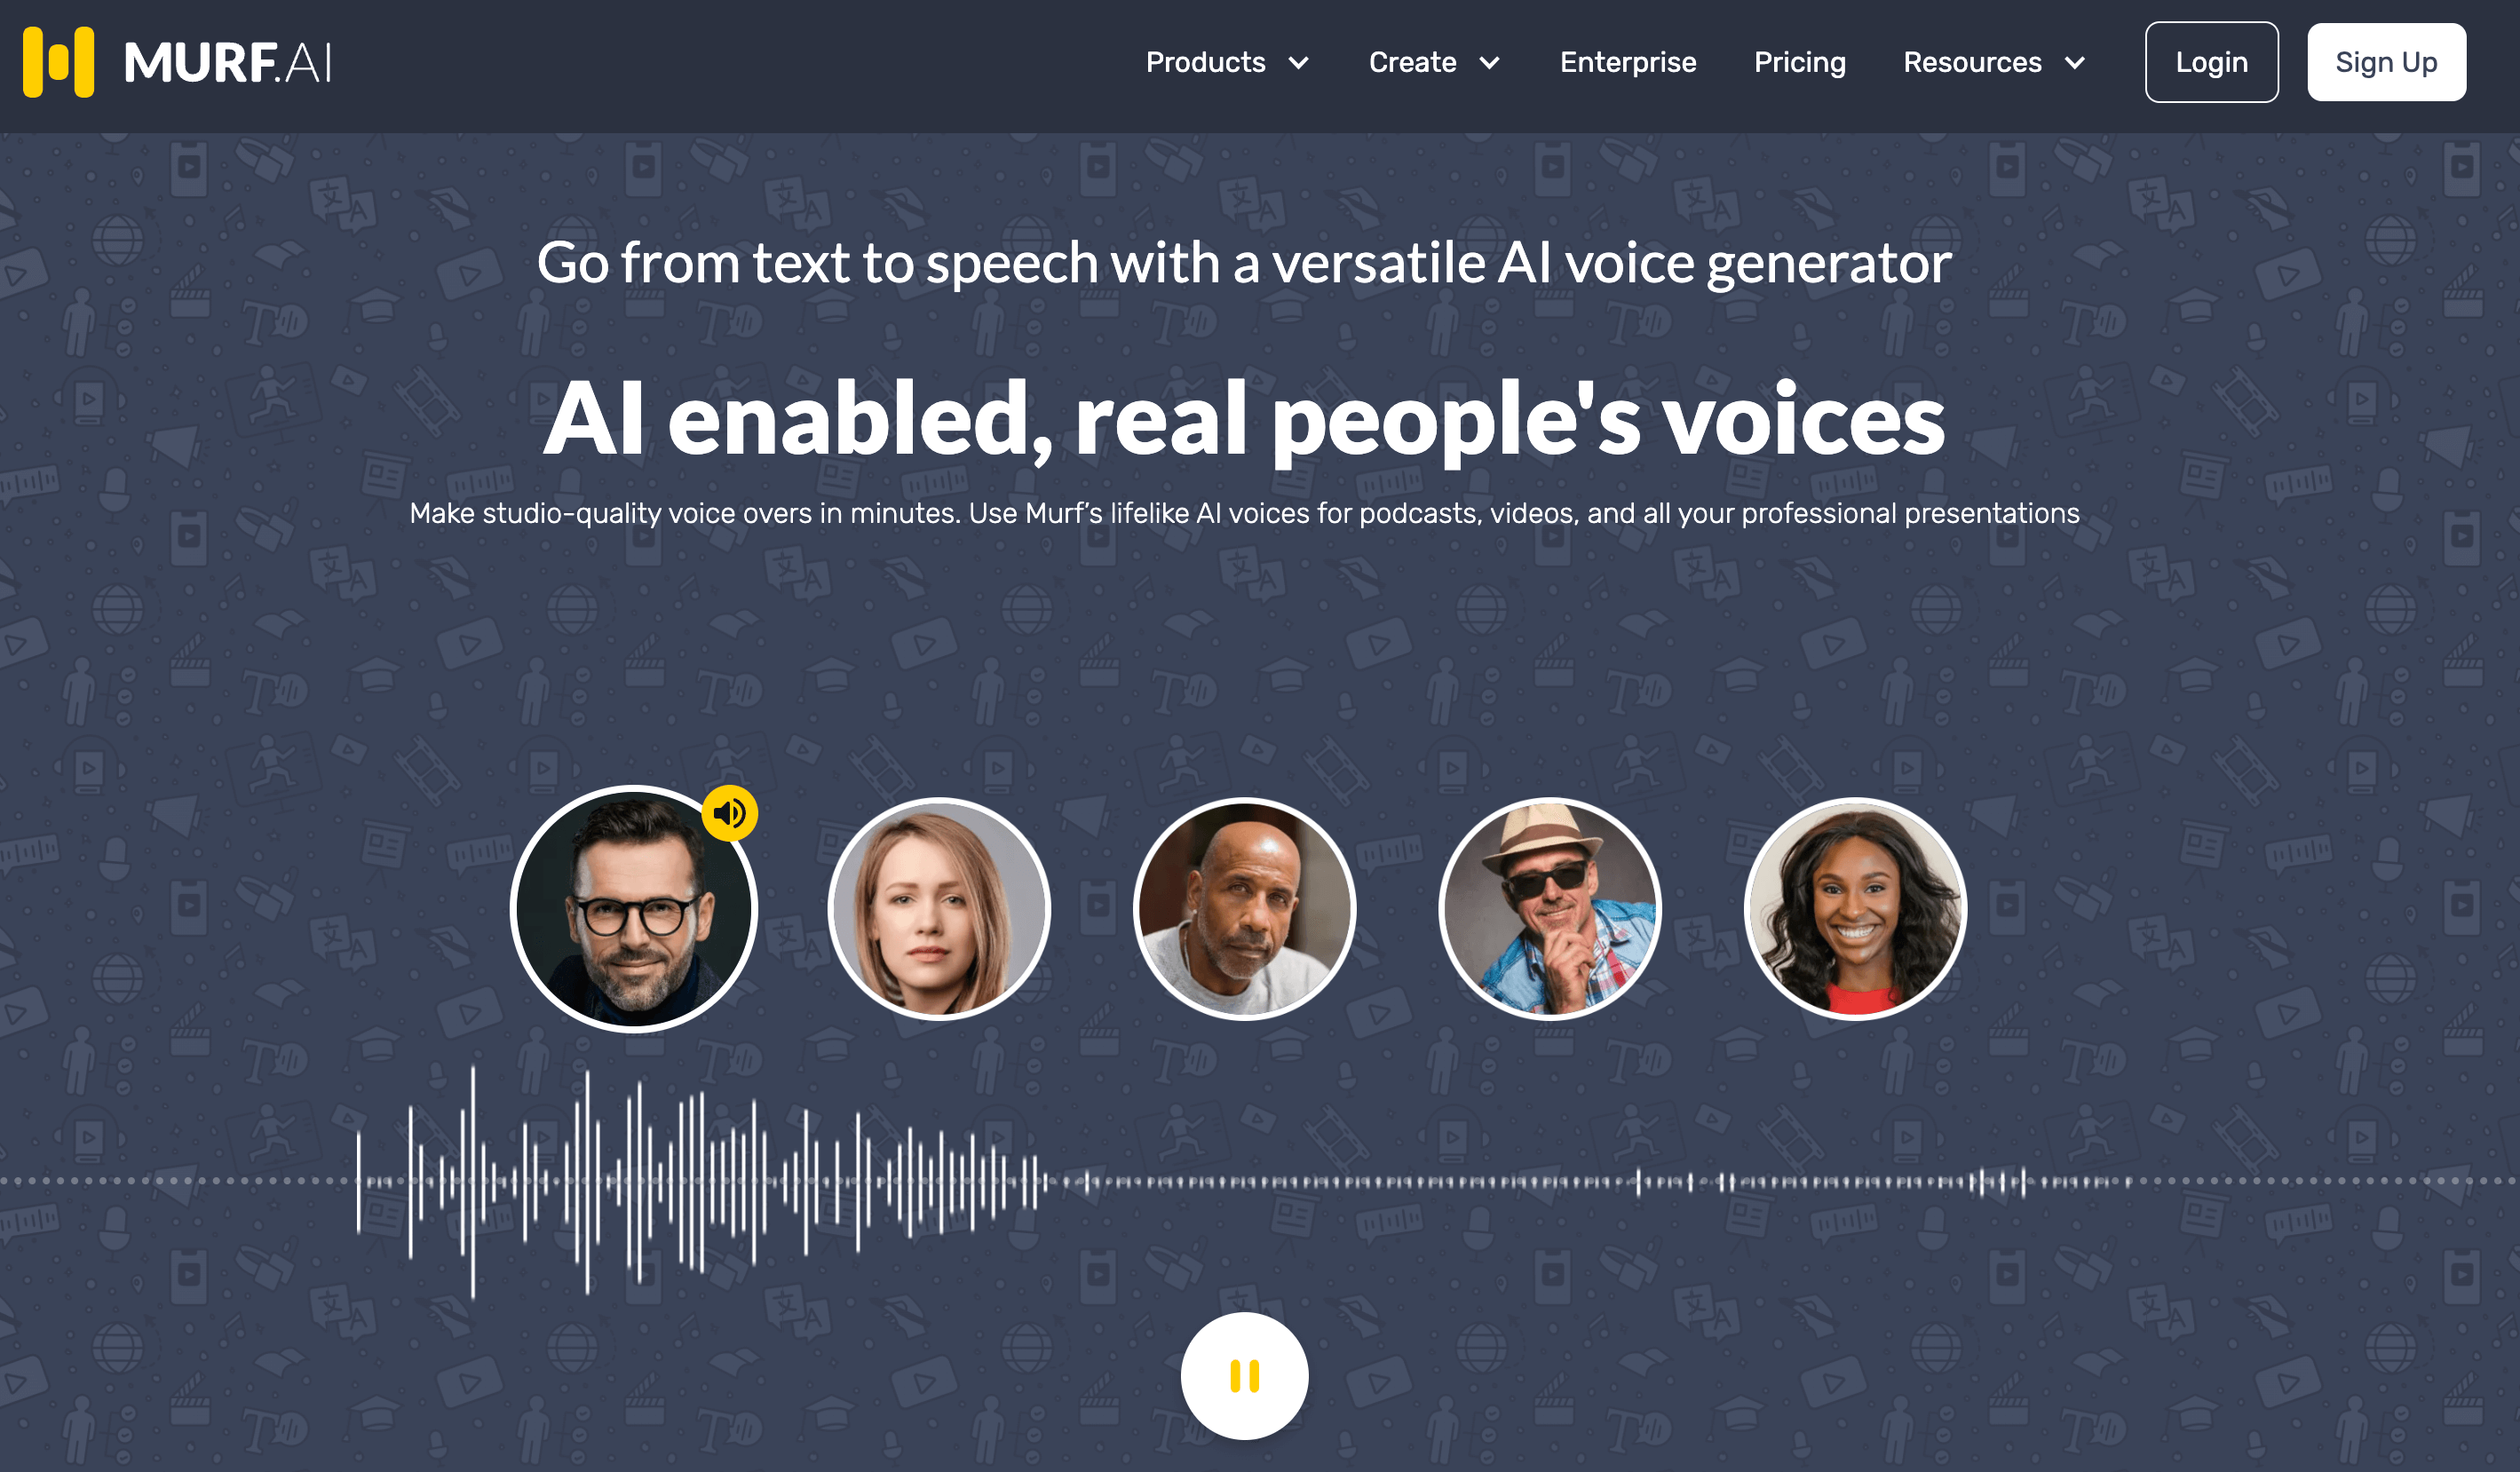 MURF.AI
Products
Create
Enterprise
Pricing
Resources
Login
Sign Up
Go from text to speech with a versatile AI voice generator
AI enabled, real people's voices
Make studio-quality voice overs in minutes. Use Murf’s lifelike AI voices for podcasts, videos, and all your professional presentations